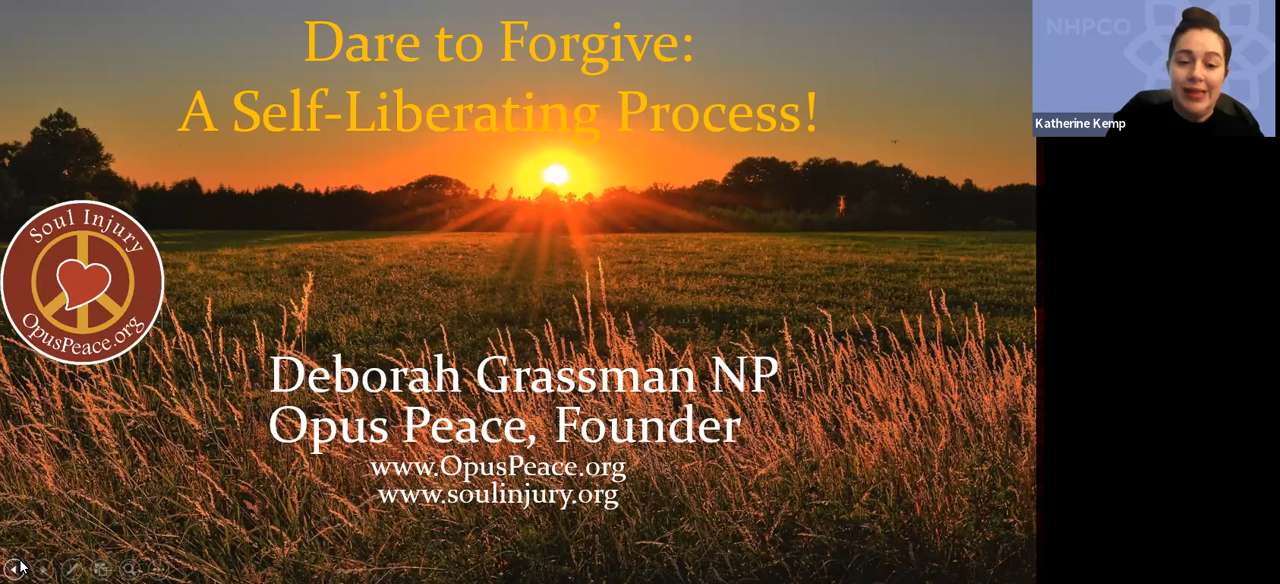 Dare to Forgive:
A Self-Liberating Process!
NHPCO
Katherine Kemp
Soul Injury
OpusPeace.org
Deborah Grassman NP
Opus Peace, Founder
www.OpusPeace.org
www.soulinjury.org